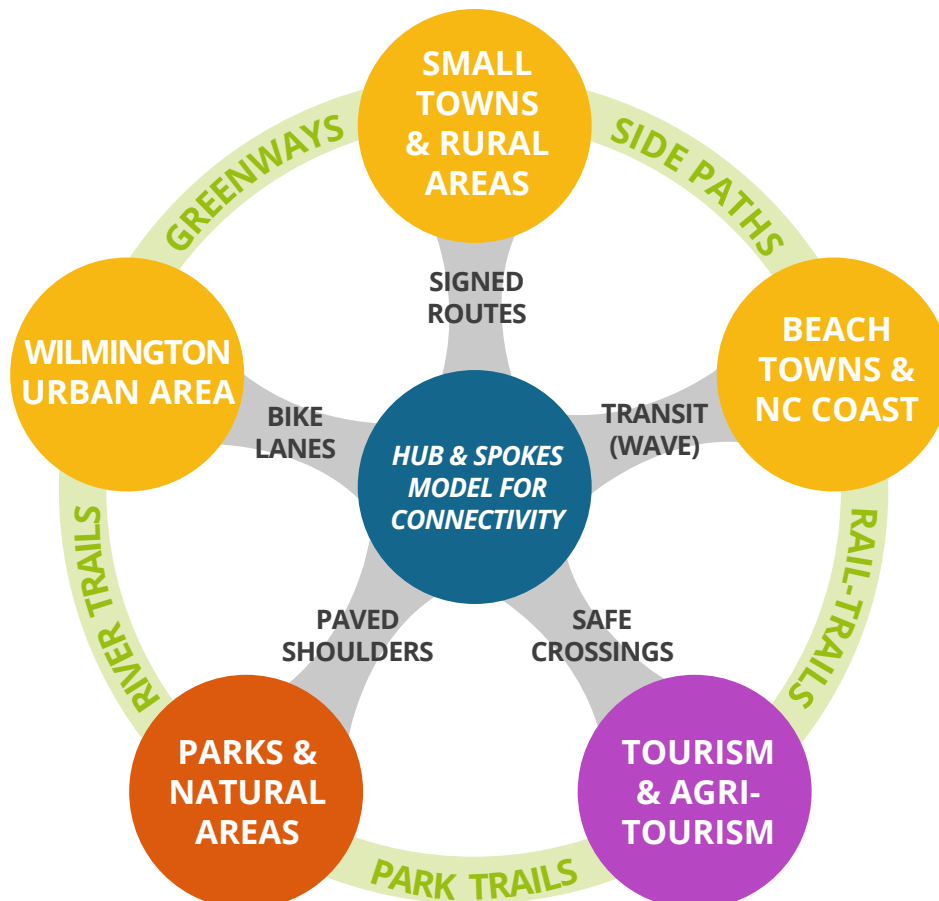 SMALL
TOWNS
& RURAL
AREAS
GREENWAYS
SIDE PATHS
SIGNED
ROUTES
WILMINGTON
URBAN AREA
BEACH
TOWNS &
NC COAST
BIKE
LANES
TRANSIT
(WAVE)
HUB & SPOKES
MODEL FOR
CONNECTIVITY
RIVER TRAILS
RAIL-TRAILS
PAVED
SHOULDERS
SAFE
CROSSINGS
PARKS &
NATURAL
AREAS
TOURISM
& AGRI-
TOURISM
PARK TRAILS